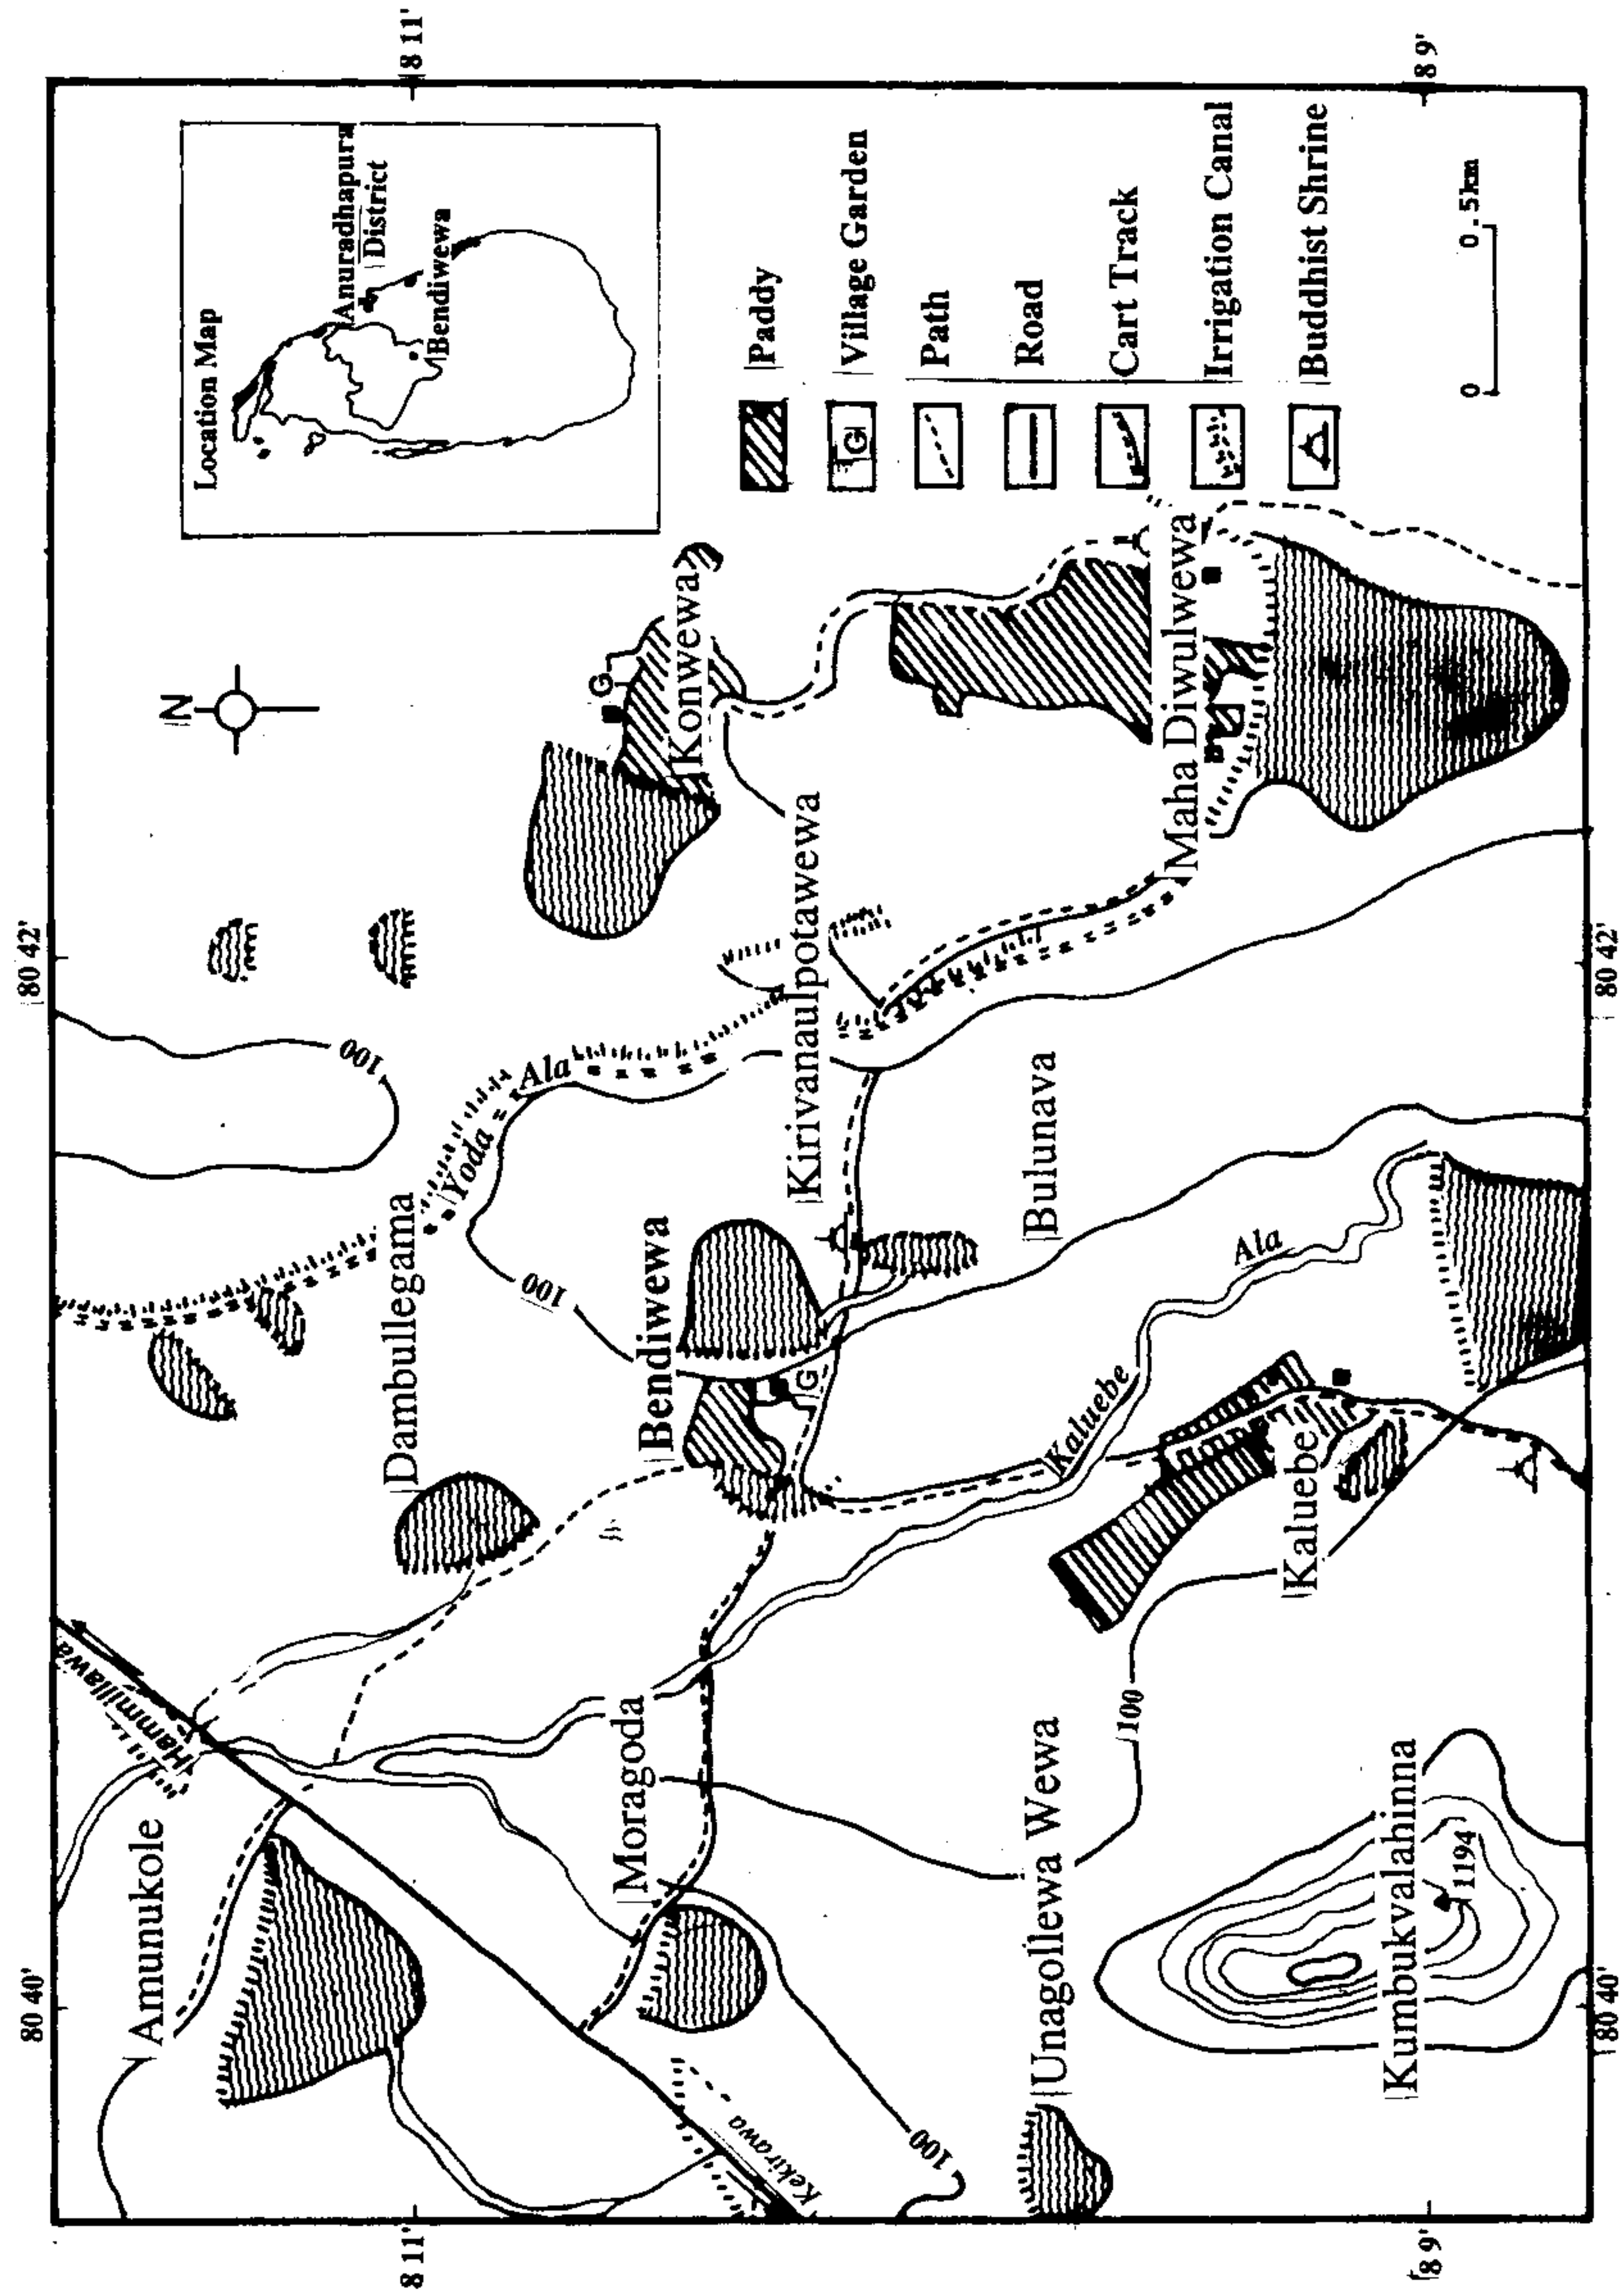 80 40'
80 42'
8 11'
8 11'
8 9'
8 9'
80 40'
80 42'
N
Location Map
Anuradhapura
District
Bendiwewa
Paddy
G
Village Garden
Path
Road
Cart Track
Irrigation Canal
Buddhist Shrine
0
0.5km
Amunukole
Hammillawa
Dambullegama
Yoda
Ala
100
100
Konwewa
G
Bendiwewa
G
Moragoda
Kekirawa
100
Kirivanaulpotawewa
Bulunava
Unagollewa Wewa
100
Kaluebe
Ala
Kaluebe
Maha Diwulwewa
Kumbukvalahinna
1194